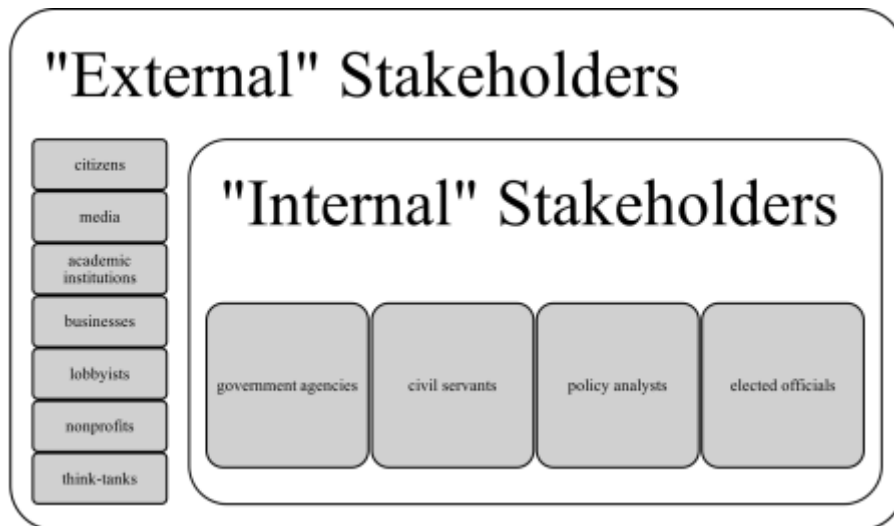 "External" Stakeholders
citizens
media
academic
institutions
businesses
lobbyists
nonprofits
think-tanks
"Internal" Stakeholders
government agencies
civil servants
policy analysts
elected officials